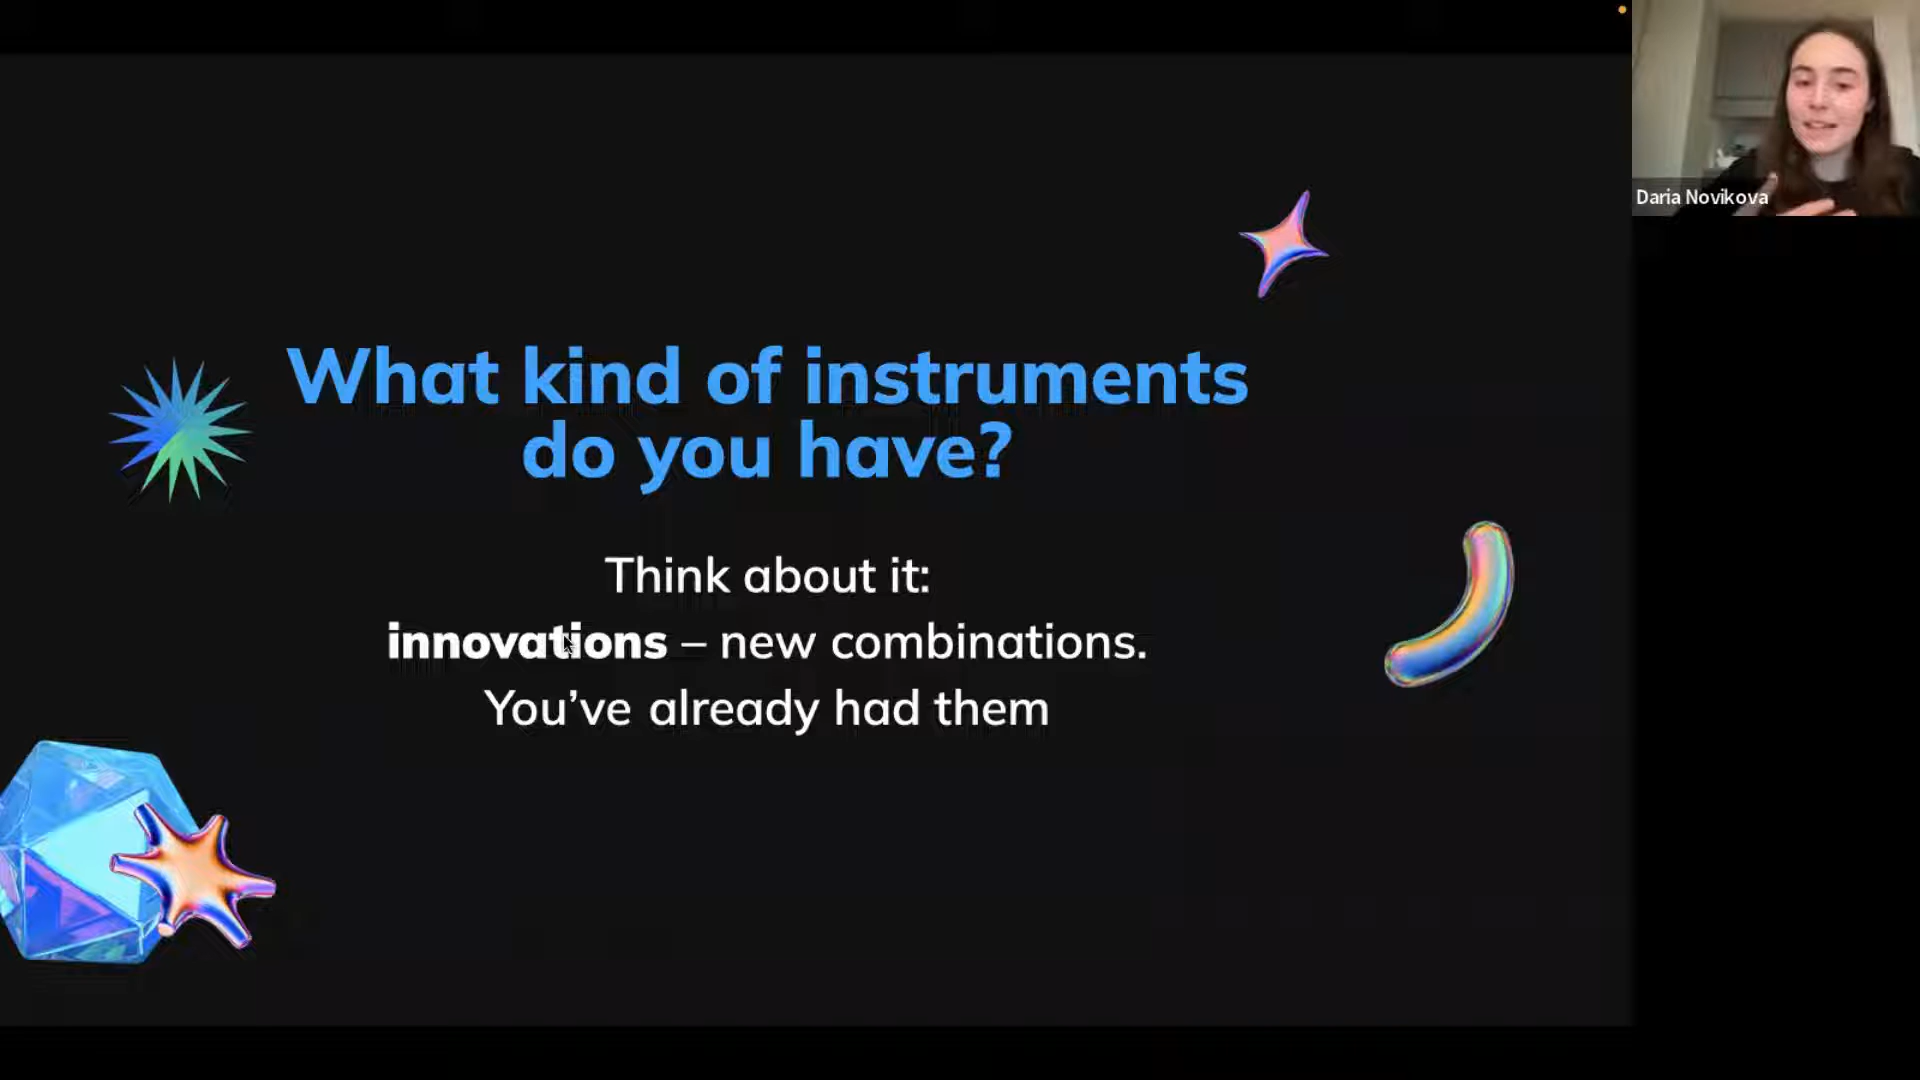 What kind of instruments
do you have?
Think about it:
innovations – new combinations.
You’ve already had them
Daria Novikova